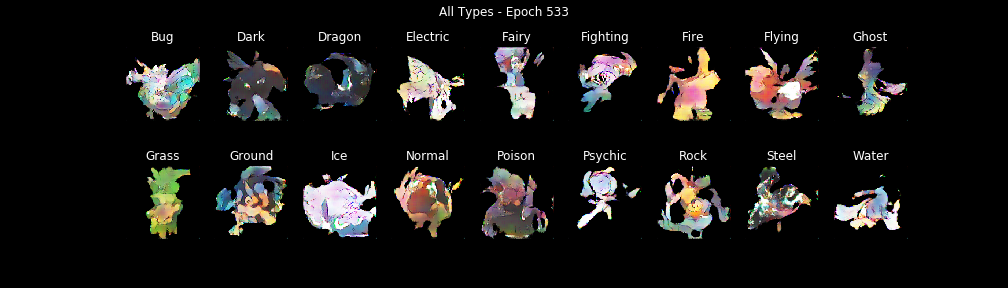 All Types - Epoch 533
Bug Dark Dragon Electric Fairy Fighting Fire Flying Ghost
Grass Ground Ice Normal Poison Psychic Rock Steel Water